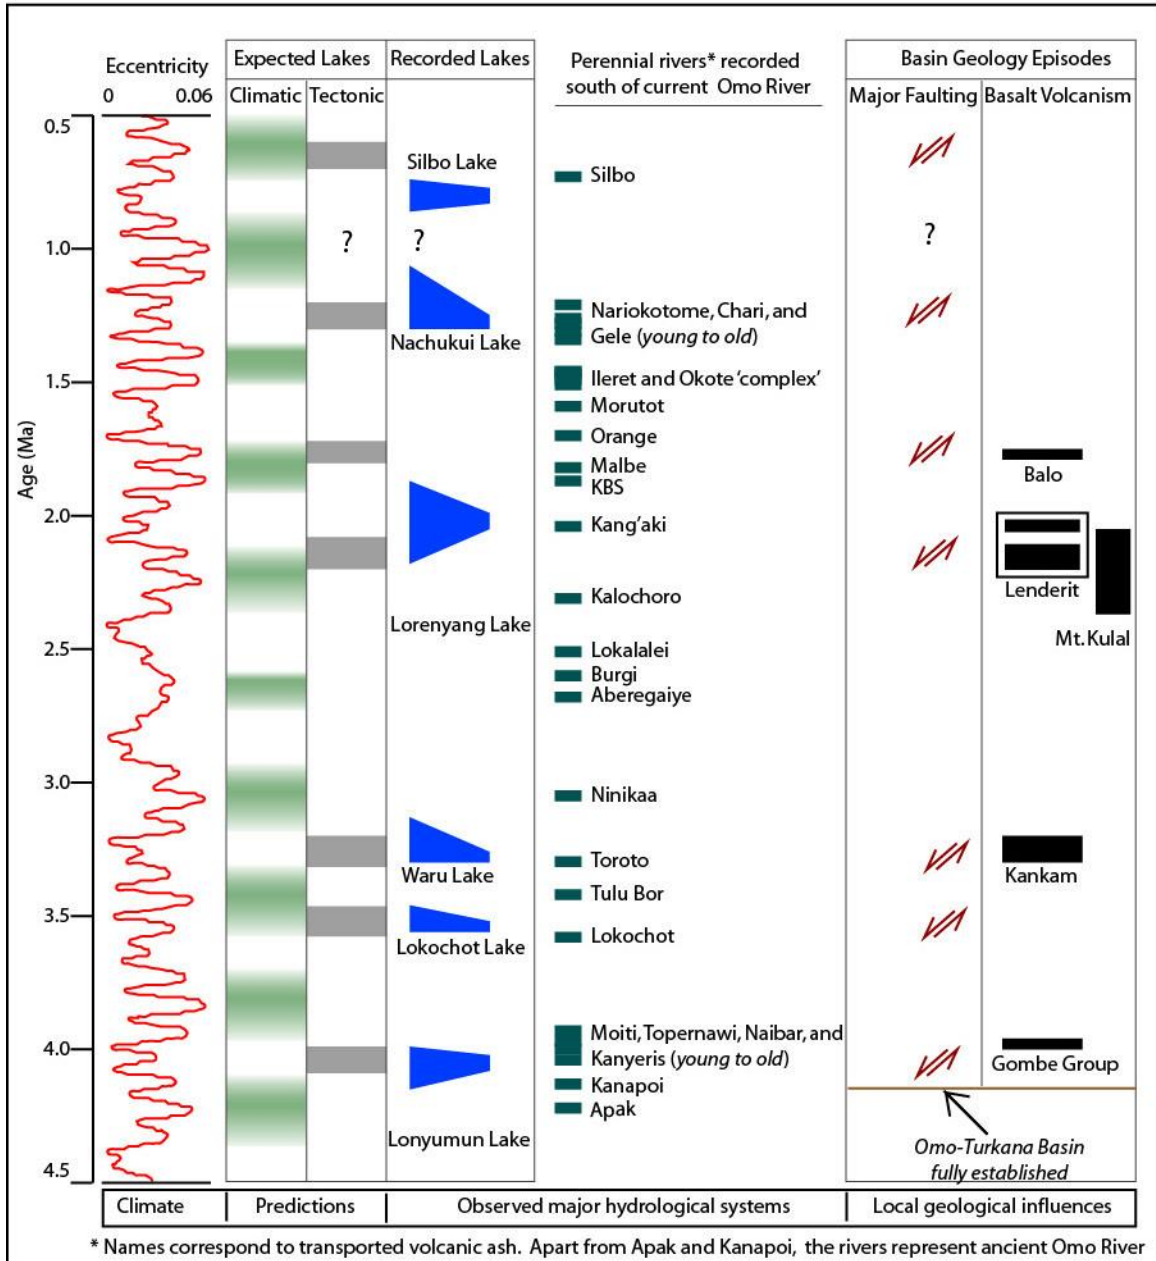 Eccentricity
0 0.06
Expected Lakes
Climatic Tectonic
Recorded Lakes
Perennial rivers* recorded
south of current Omo River
Basin Geology Episodes
Major Faulting Basalt Volcanism
Age (Ma)
0.5
1.0
1.5
2.0
2.5
3.0
3.5
4.0
4.5
?
Silbo Lake
?
Nachukui Lake
Lorenyang Lake
Waru Lake
Lokochot Lake
Lonyumun Lake
Silbo
Nariokotome, Chari, and
Gele (young to old)
Ileret and Okote 'complex'
Morutot
Orange
Malbe
KBS
Kang'aki
Kalochoro
Lokalalei
Burgi
Aberegaiye
Ninikaa
Toroto
Tulu Bor
Lokochot
Moiti, Topernawi, Naibar, and
Kanyeris (young to old)
Kanapoi
Apak
?
Balo
Lenderit
Mt. Kulal
Kankam
Gombe Group
Omo-Turkana Basin
fully established
Climate
Predictions
Observed major hydrological systems
Local geological influences
* Names correspond to transported volcanic ash. Apart from Apak and Kanapoi, the rivers represent ancient Omo River